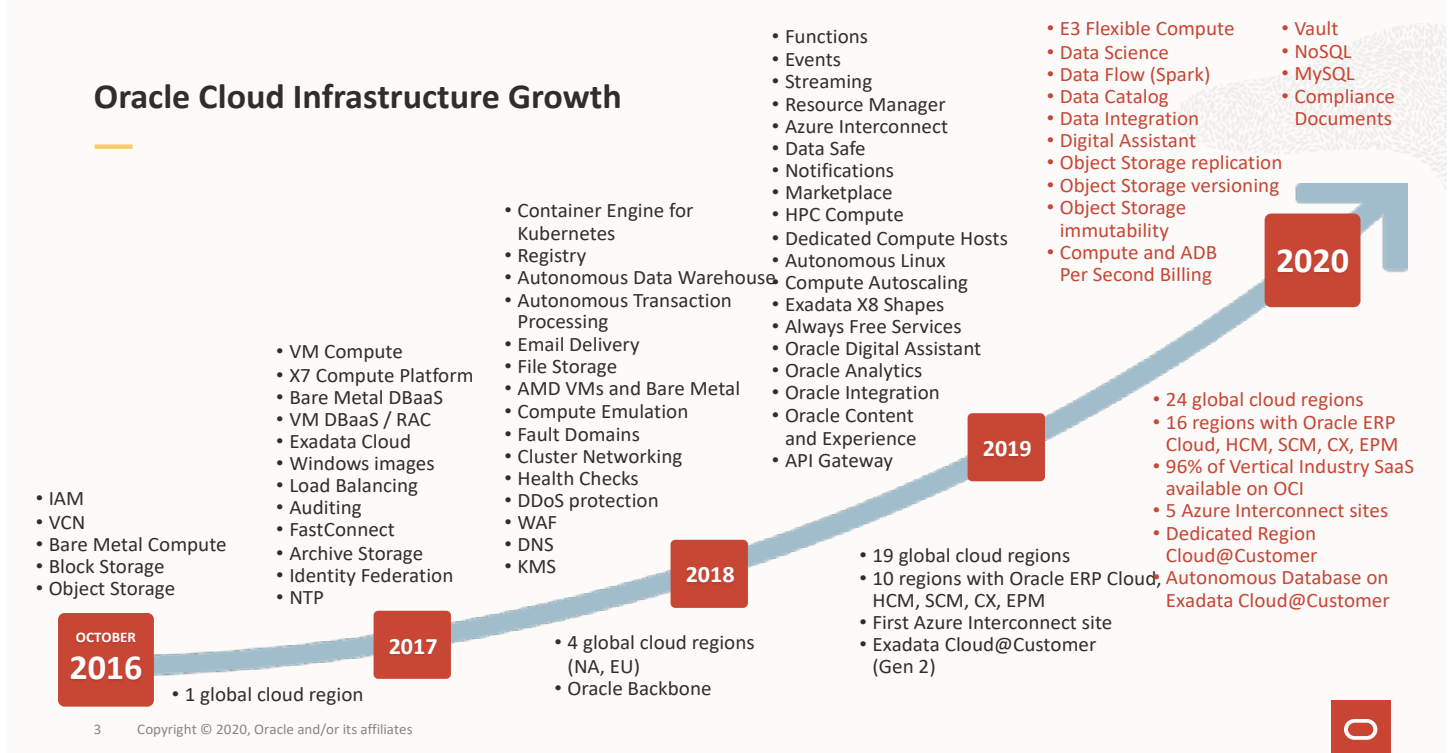 Oracle Cloud Infrastructure Growth
• IAM
• VCN
• Bare Metal Compute
• Block Storage
• Object Storage
OCTOBER
2016
• 1 global cloud region
• VM Compute
• X7 Compute Platform
• Bare Metal DBaaS
• VM DBaaS / RAC
• Exadata Cloud
• Windows images
• Load Balancing
• Auditing
• FastConnect
• Archive Storage
• Identity Federation
• NTP
2017
• Container Engine for
Kubernetes
• Registry
• Autonomous Data Warehouse
• Autonomous Transaction
Processing
• Email Delivery
• File Storage
• AMD VMs and Bare Metal
• Compute Emulation
• Fault Domains
• Cluster Networking
• Health Checks
• DDoS protection
• WAF
• DNS
• KMS
2018
• 4 global cloud regions
(NA, EU)
• Oracle Backbone
• Functions
• Events
• Streaming
• Resource Manager
• Azure Interconnect
• Data Safe
• Notifications
• Marketplace
• HPC Compute
• Dedicated Compute Hosts
• Autonomous Linux
• Compute Autoscaling
• Exadata X8 Shapes
• Always Free Services
• Oracle Digital Assistant
• Oracle Analytics
• Oracle Integration
• Oracle Content
and Experience
• API Gateway
2019
• 19 global cloud regions
• 10 regions with Oracle ERP Cloud,
HCM, SCM, CX, EPM
• First Azure Interconnect site
• Exadata Cloud@Customer
(Gen 2)
• E3 Flexible Compute
• Data Science
• Data Flow (Spark)
• Data Catalog
• Data Integration
• Digital Assistant
• Object Storage replication
• Object Storage versioning
• Object Storage
immutability
• Compute and ADB
Per Second Billing
• Vault
• NoSQL
• MySQL
• Compliance
Documents
2020
• 24 global cloud regions
• 16 regions with Oracle ERP
Cloud, HCM, SCM, CX, EPM
• 96% of Vertical Industry SaaS
available on OCI
• 5 Azure Interconnect sites
• Dedicated Region
Cloud@Customer
• Autonomous Database on
Exadata Cloud@Customer
3 Copyright © 2020, Oracle and/or its affiliates